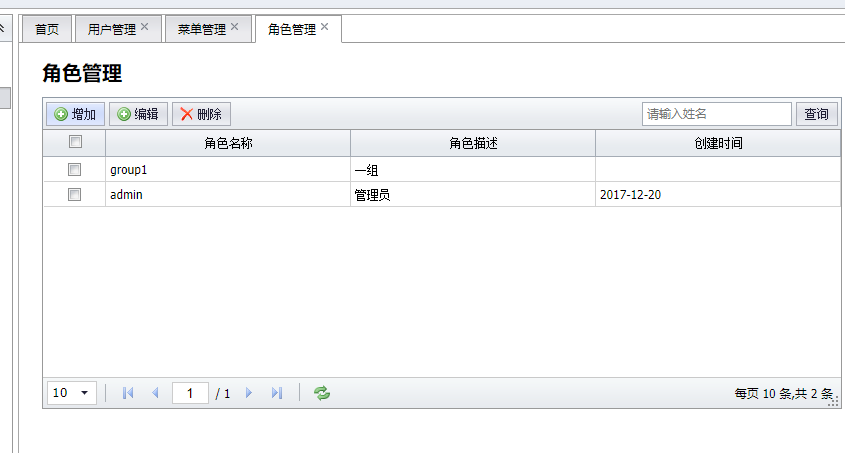 首页 用户管理 菜单管理 角色管理
角色管理
增加 编辑 删除 请输入姓名 查询
角色名称 角色描述 创建时间
group1 一组
admin 管理员 2017-12-20
10 1 / 1 每页 10 条,共 2 条